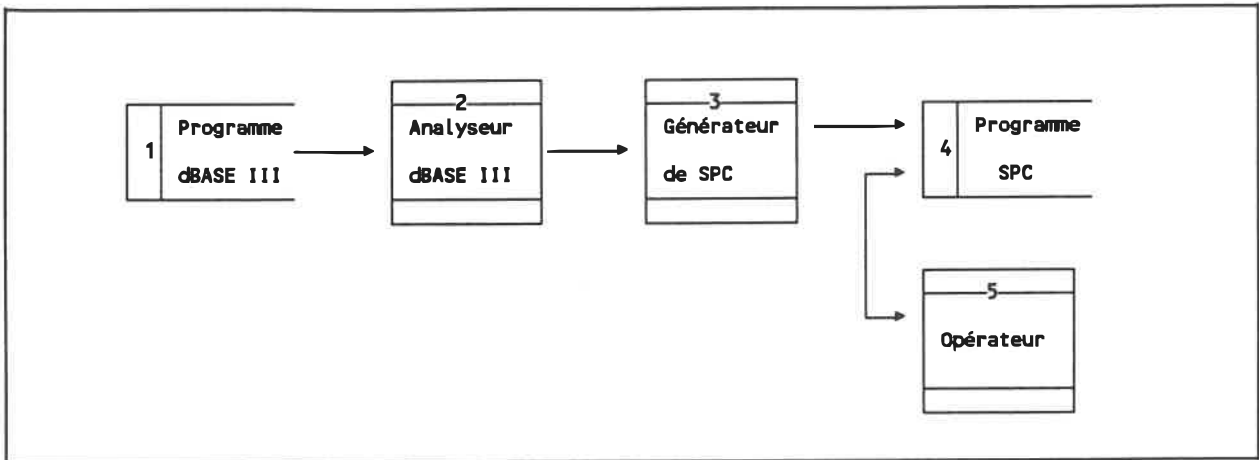 1
Programme
dBASE III
2
Analyseur
dBASE III
3
Générateur
de SPC
4
Programme
SPC
5
Opérateur